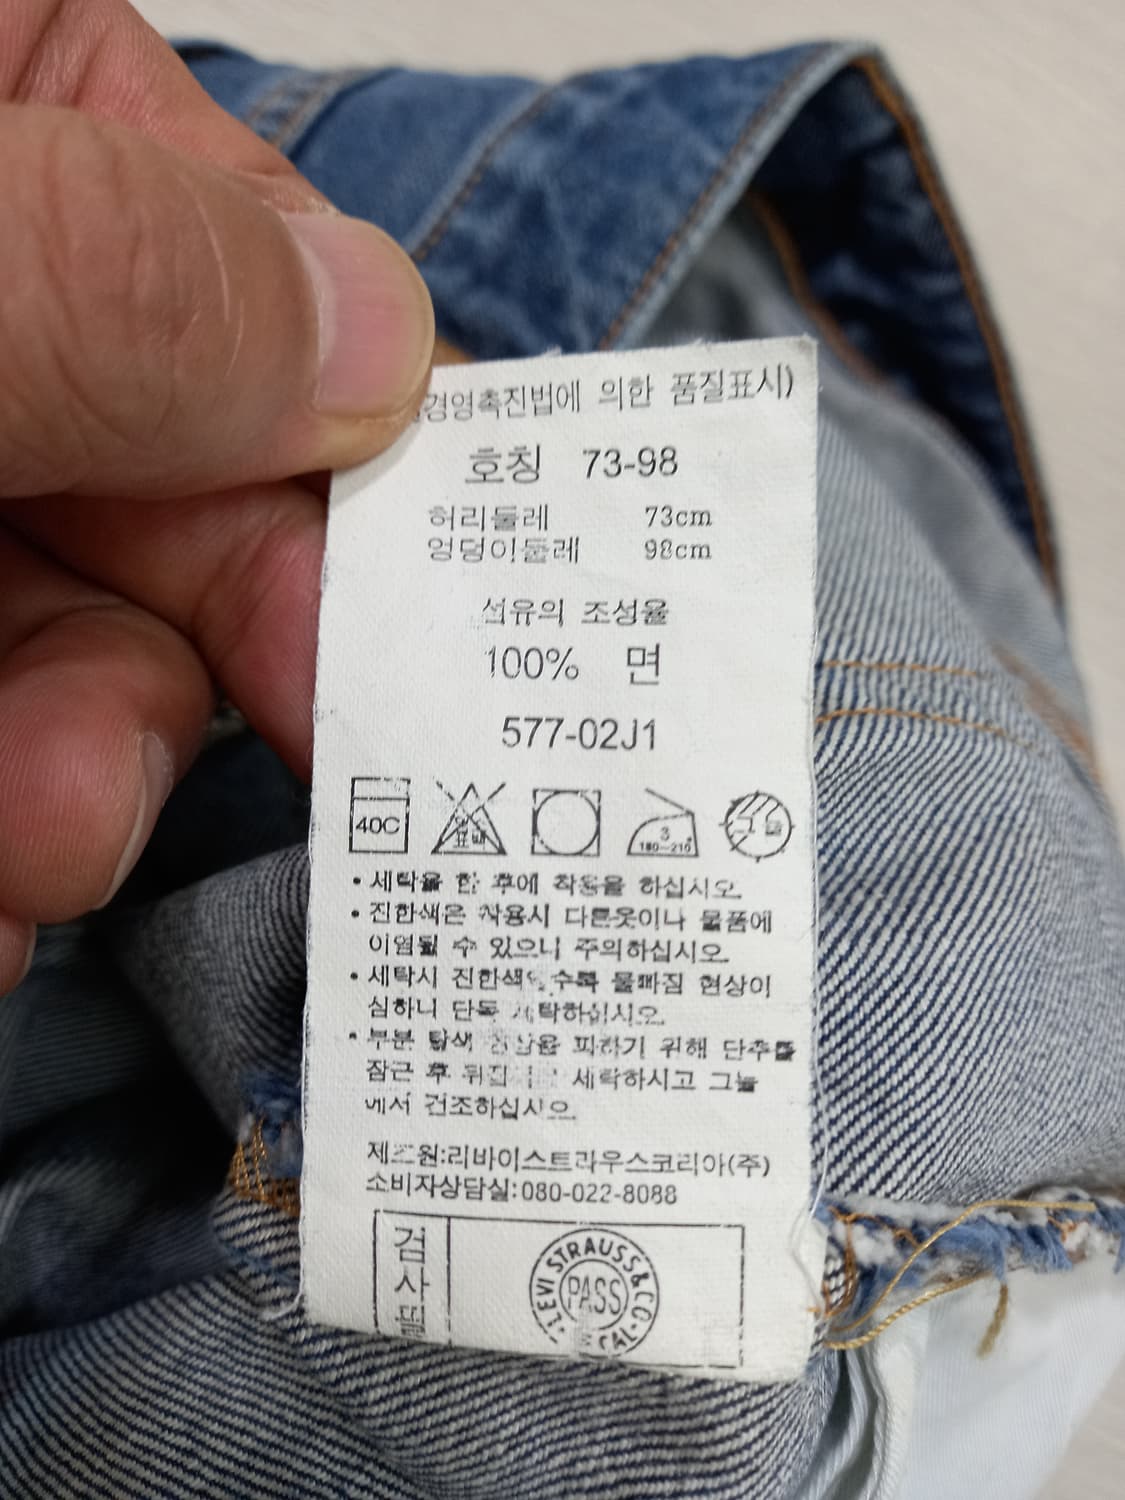 경영촉진법에 의한 품질표시)
호칭 73-98
허리둘레 73cm
엉덩이둘레 98cm
섬유의 조성율
100% 면
577-02J1
40C 표백 3 180~210
• 세탁을 한 후에 착용을 하십시오.
• 진한색은 착용시 다른옷이나 물품에
이염될 수 있으니 주의하십시오.
• 세탁시 진한색일수록 물빠짐 현상이
심하니 단독 세탁하십시오.
• 부분 탈색 현상을 피하기 위해 단추를
잠근 후 세탁하시고 그늘
에서 건조하십시오.
제조원:리바이스트라우스코리아(주)
소비자상담실:080-022-8088
검사필
LEVI STRAUSS & CO.
PASS
CAL